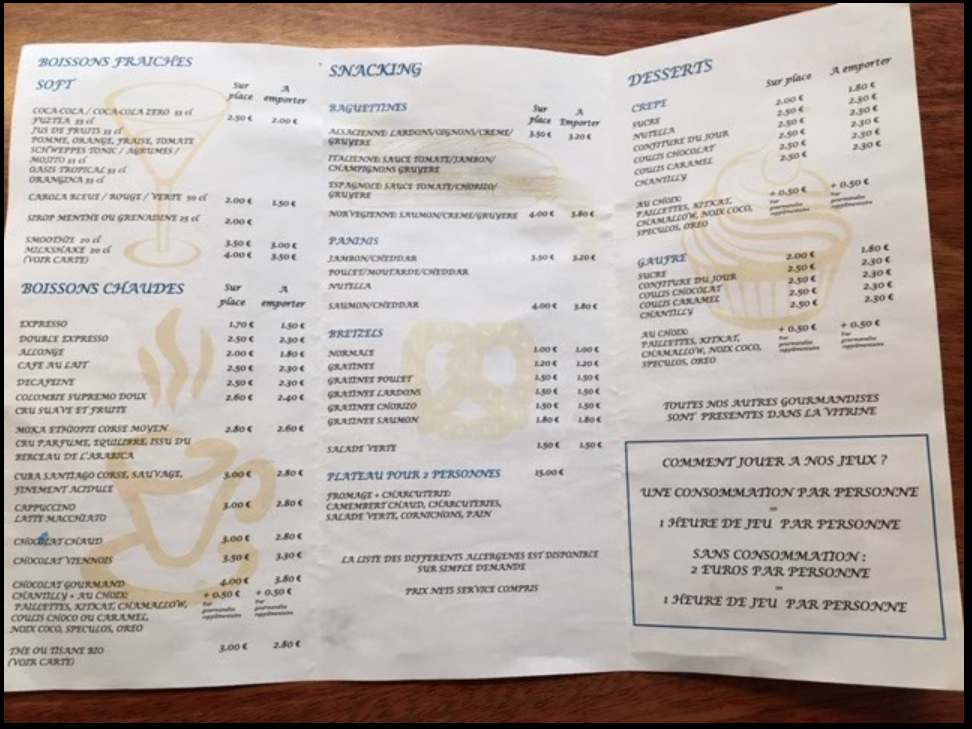 BOISSONS FRAICHES
SOFT
Sur place
A emporter
COCA-COLA / COCA-COLA ZERO 33 cl
FUZTEA 33 cl 2.50 € 2.00 €
JUS DE FRUITS 33 cl
POMME, ORANGE, FRAISE, TOMATE
SCHWEPPES TONIC / AGRUMES /
MOJITO 33 cl
OASIS TROPICAL 33 cl
ORANGINA 33 cl
CAROLA BLEUE / ROUGE / VERTE 50 cl 2.00 € 1.50 €
SIROP MENTHE OU GRENADINE 25 cl 2.00 €
SMOOTHIE 20 cl 3.50 € 3.00 €
MILKSHAKE 20 cl 4.00 € 3.50 €
(VOIR CARTE)
BOISSONS CHAUDES
Sur place
A emporter
EXPRESSO 1.70 € 1.50 €
DOUBLE EXPRESSO 2.50 € 2.30 €
ALLONGE 2.00 € 1.80 €
CAFE AU LAIT 2.50 € 2.30 €
DECAFEINE 2.50 € 2.30 €
COLOMBIE SUPREMO DOUX 2.60 € 2.40 €
CRU SUAVE ET FRUITE
MOKA ETHIOPIE CORSE MOYEN 2.80 € 2.60 €
CRU PARFUME, EQUILIBRE, ISSU DU
BERCEAU DE L'ARABICA
CUBA SANTIAGO CORSE, SAUVAGE, 3.00 € 2.80 €
FINEMENT ACIDULE
CAPPUCCINO 3.00 € 2.80 €
LATTE MACCHIATO
CHOCOLAT CHAUD 3.00 € 2.80 €
CHOCOLAT VIENNOIS 3.50 € 3.30 €
CHOCOLAT GOURMAND 4.00 € 3.80 €
CHANTILLY + AU CHOIX: + 0.50 € + 0.50 €
PAILLETTES, KITKAT, CHAMALLOW,
COULIS CHOCO OU CARAMEL,
NOIX COCO, SPECULOS, OREO
Par gourmandise supplémentaire
Par gourmandise supplémentaire
THE OU TISANE BIO 3.00 € 2.80 €
(VOIR CARTE)
SNACKING
BAGUETTINES
Sur place
A Emporter
ALSACIENNE: LARDONS/OIGNONS/CREME/ 3.50 € 3.20 €
GRUYERE
ITALIENNE: SAUCE TOMATE/JAMBON/
CHAMPIGNONS GRUYERE
ESPAGNOLE: SAUCE TOMATE/CHORIZO/
GRUYERE
NORVEGIENNE: SAUMON/CREME/GRUYERE 4.00 € 3.80 €
PANINIS
JAMBON/CHEDDAR 3.50 € 3.20 €
POULET/MOUTARDE/CHEDDAR
NUTELLA
SAUMON/CHEDDAR 4.00 € 3.80 €
BRETZELS
NORMALE 1.00 € 1.00 €
GRATINEE 1.20 € 1.20 €
GRATINEE POULET 1.50 € 1.50 €
GRATINEE LARDONS 1.50 € 1.50 €
GRATINEE CHORIZO 1.50 € 1.50 €
GRATINEE SAUMON 1.80 € 1.80 €
SALADE VERTE 1.50 € 1.50 €
PLATEAU POUR 2 PERSONNES 15.00 €
FROMAGE + CHARCUTERIE:
CAMEMBERT CHAUD, CHARCUTERIES,
SALADE VERTE, CORNICHONS, PAIN
LA LISTE DES DIFFERENTS ALLERGENES EST DISPONIBLE
SUR SIMPLE DEMANDE
PRIX NETS SERVICE COMPRIS
DESSERTS
Sur place A emporter
CREPE
SUCRE 2.00 € 1.80 €
NUTELLA 2.50 € 2.30 €
CONFITURE DU JOUR 2.50 € 2.30 €
COULIS CHOCOLAT 2.50 € 2.30 €
COULIS CARAMEL 2.50 € 2.30 €
CHANTILLY
AU CHOIX: + 0.50 € + 0.50 €
PAILLETTES, KITKAT,
CHAMALLOW, NOIX COCO,
SPECULOS, OREO
Par gourmandise supplémentaire
Par gourmandise supplémentaire
GAUFRE
SUCRE 2.00 € 1.80 €
CONFITURE DU JOUR 2.50 € 2.30 €
COULIS CHOCOLAT 2.50 € 2.30 €
COULIS CARAMEL 2.50 € 2.30 €
CHANTILLY 2.50 € 2.30 €
AU CHOIX: + 0.50 € + 0.50 €
PAILLETTES, KITKAT,
CHAMALLOW, NOIX COCO,
SPECULOS, OREO
Par gourmandise supplémentaire
Par gourmandise supplémentaire
TOUTES NOS AUTRES GOURMANDISES
SONT PRESENTES DANS LA VITRINE
COMMENT JOUER A NOS JEUX ?
UNE CONSOMMATION PAR PERSONNE
=
1 HEURE DE JEU PAR PERSONNE
SANS CONSOMMATION :
2 EUROS PAR PERSONNE
=
1 HEURE DE JEU PAR PERSONNE